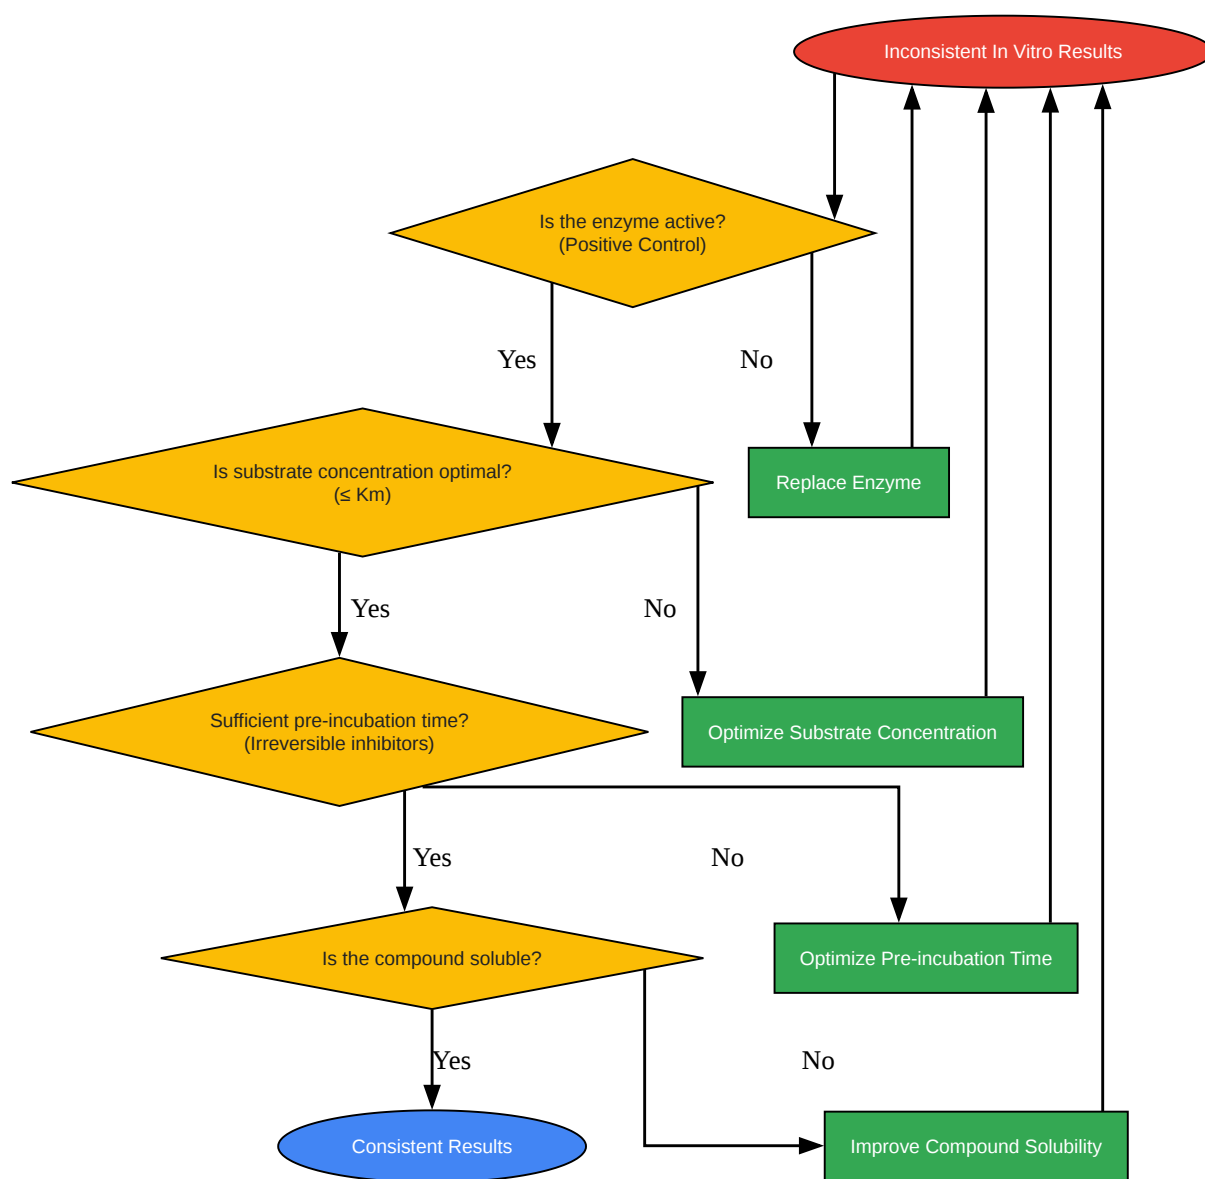 Inconsistent In Vitro Results
Is the enzyme active?
(Positive Control)
Yes
No
Is substrate concentration optimal?
(≤ Km)
Replace Enzyme
Yes
No
Sufficient pre-incubation time?
(Irreversible inhibitors)
Optimize Substrate Concentration
Yes
No
Is the compound soluble?
Optimize Pre-incubation Time
Yes
No
Consistent Results
Improve Compound Solubility